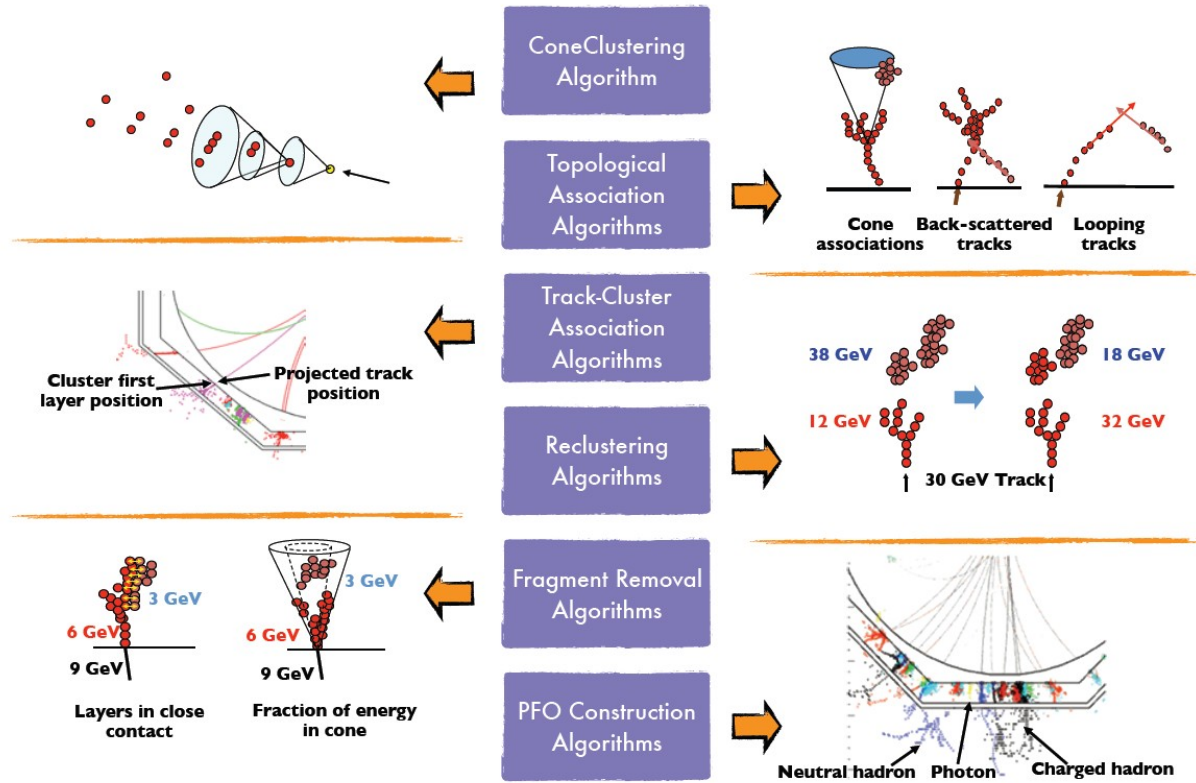 ConeClustering
Algorithm
Topological
Association
Algorithms
Cone
associations
Back-scattered
tracks
Looping
tracks
Track-Cluster
Association
Algorithms
Cluster first
layer position
Projected track
position
38 GeV
18 GeV
12 GeV
32 GeV
30 GeV Track
Reclustering
Algorithms
Fragment Removal
Algorithms
3 GeV
6 GeV
9 GeV
Layers in close
contact
3 GeV
6 GeV
9 GeV
Fraction of energy
in cone
PFO Construction
Algorithms
Neutral hadron
Photon
Charged hadron